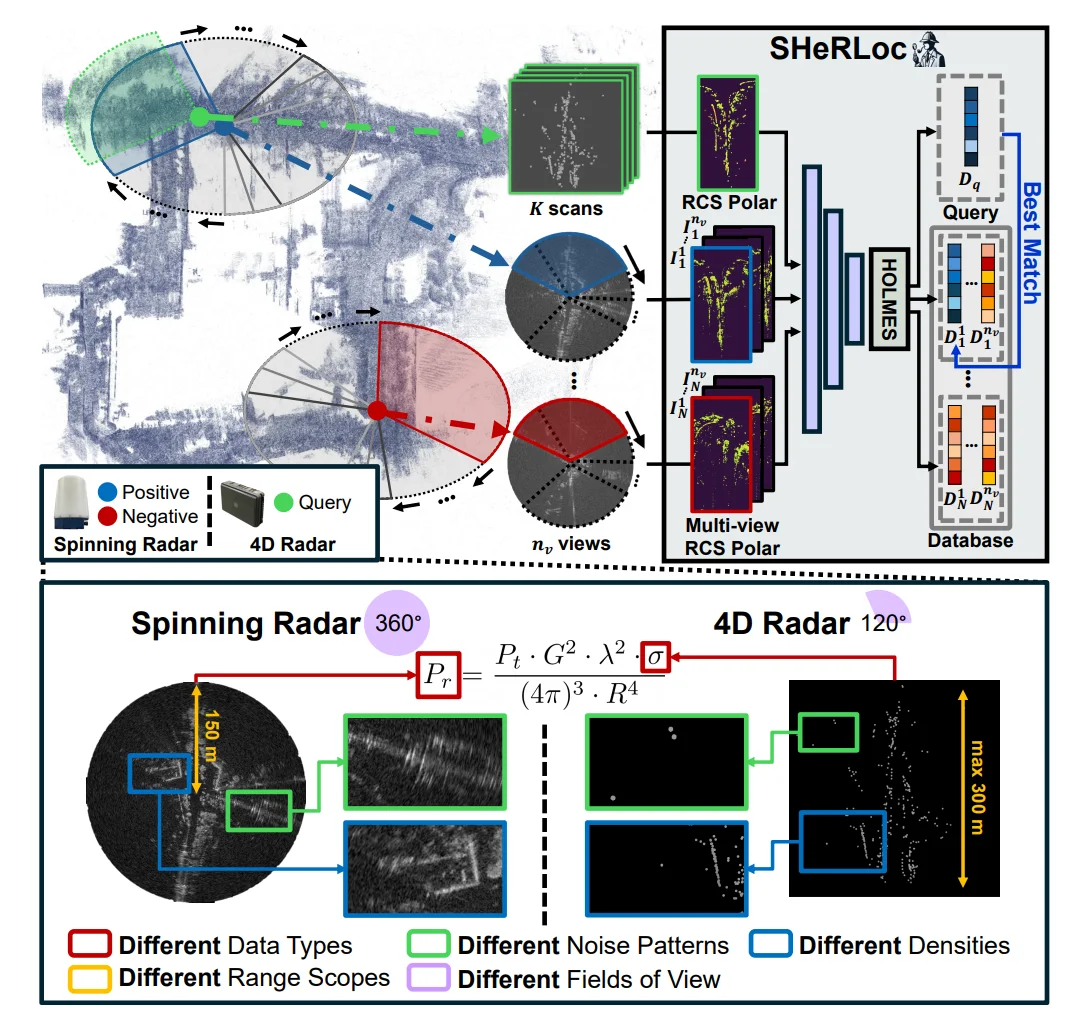 SHeRLoc
K scans
n_v views
RCS Polar
I_1^{n_v}
I_1^1
I_N^{n_v}
I_N^1
Multi-view
RCS Polar
HOLMES
D_q
Query
Best Match
D_1^1 D_1^{n_v}
D_N^1 D_N^{n_v}
Database
Positive
Negative
Spinning Radar
Query
4D Radar
Spinning Radar 360°
4D Radar 120°
P_r = \frac{P_t · G^2 · λ^2 · σ}{(4π)^3 · R^4}
150 m
max 300 m
Different Data Types
Different Noise Patterns
Different Densities
Different Range Scopes
Different Fields of View